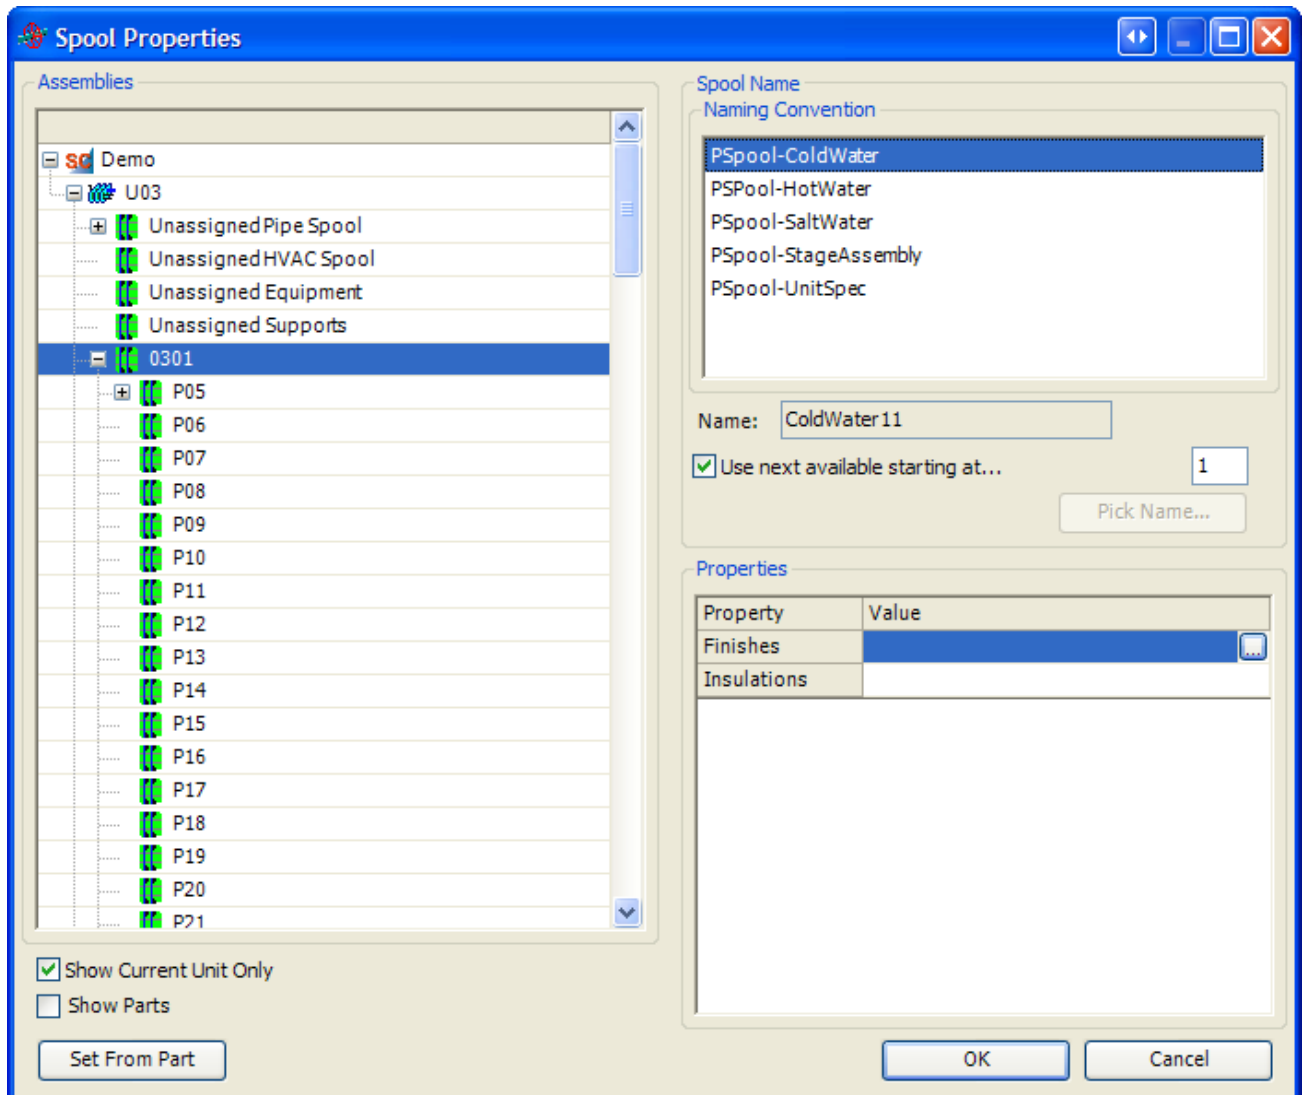 Spool Properties
Assemblies
SC Demo
U03
Unassigned Pipe Spool
Unassigned HVAC Spool
Unassigned Equipment
Unassigned Supports
0301
P05
P06
P07
P08
P09
P10
P11
P12
P13
P14
P15
P16
P17
P18
P19
P20
P21
Show Current Unit Only
Show Parts
Set From Part
Spool Name
Naming Convention
PSpool-ColdWater
PSPool-HotWater
PSpool-SaltWater
PSpool-StageAssembly
PSpool-UnitSpec
Name: ColdWater11
Use next available starting at... 1
Pick Name...
Properties
Property Value
Finishes ...
Insulations
OK Cancel